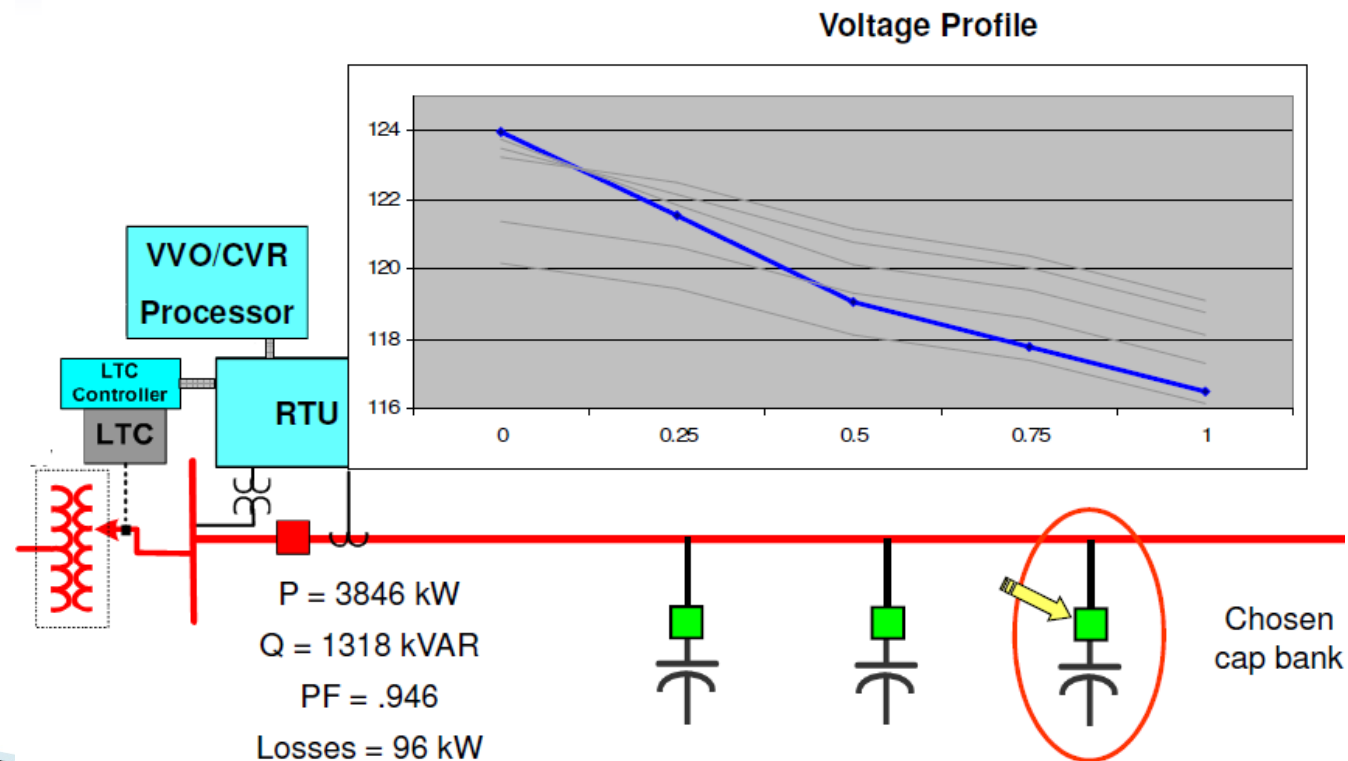 Voltage Profile
124
122
120
118
116
0 0.25 0.5 0.75 1
VVO/CVR
Processor
LTC
Controller
LTC
RTU
P = 3846 kW
Q = 1318 kVAR
PF = .946
Losses = 96 kW
Chosen
cap bank